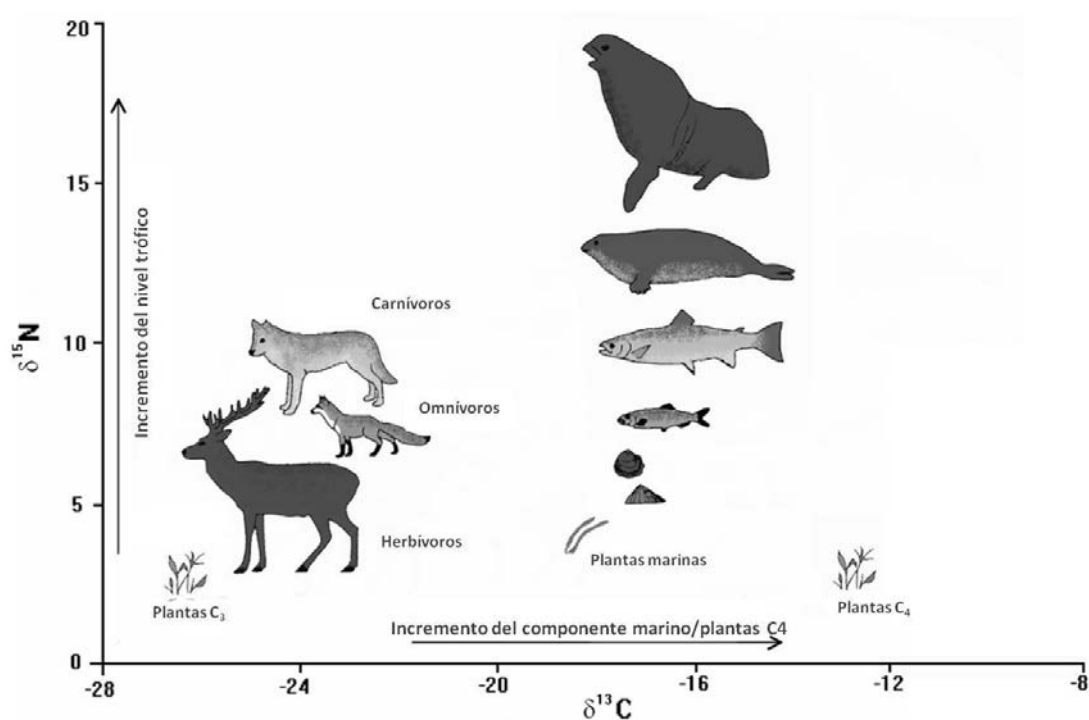 20
15
10
5
0
δ¹⁵N
Incremento del nivel trófico
Carnívoros
Omnívoros
Herbívoros
Plantas C₃
Plantas marinas
Plantas C₄
Incremento del componente marino/plantas C4
-28
-24
-20
-16
-12
-8
δ¹³C